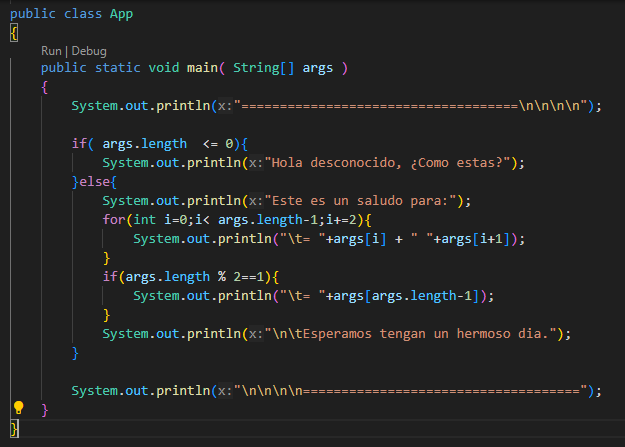 public class App
{
Run | Debug
public static void main( String[] args )
{
System.out.println(x:"====================================\n\n\n\n");
if( args.length  <= 0){
System.out.println(x:"Hola desconocido, ¿Como estas?");
}else{
System.out.println(x:"Este es un saludo para:");
for(int i=0;i< args.length-1;i+=2){
System.out.println("\t= "+args[i] + " "+args[i+1]);
}
if(args.length % 2==1){
System.out.println("\t= "+args[args.length-1]);
}
System.out.println(x:"\n\tEsperamos tengan un hermoso dia.");
}
System.out.println(x:"\n\n\n\n====================================");
}
}